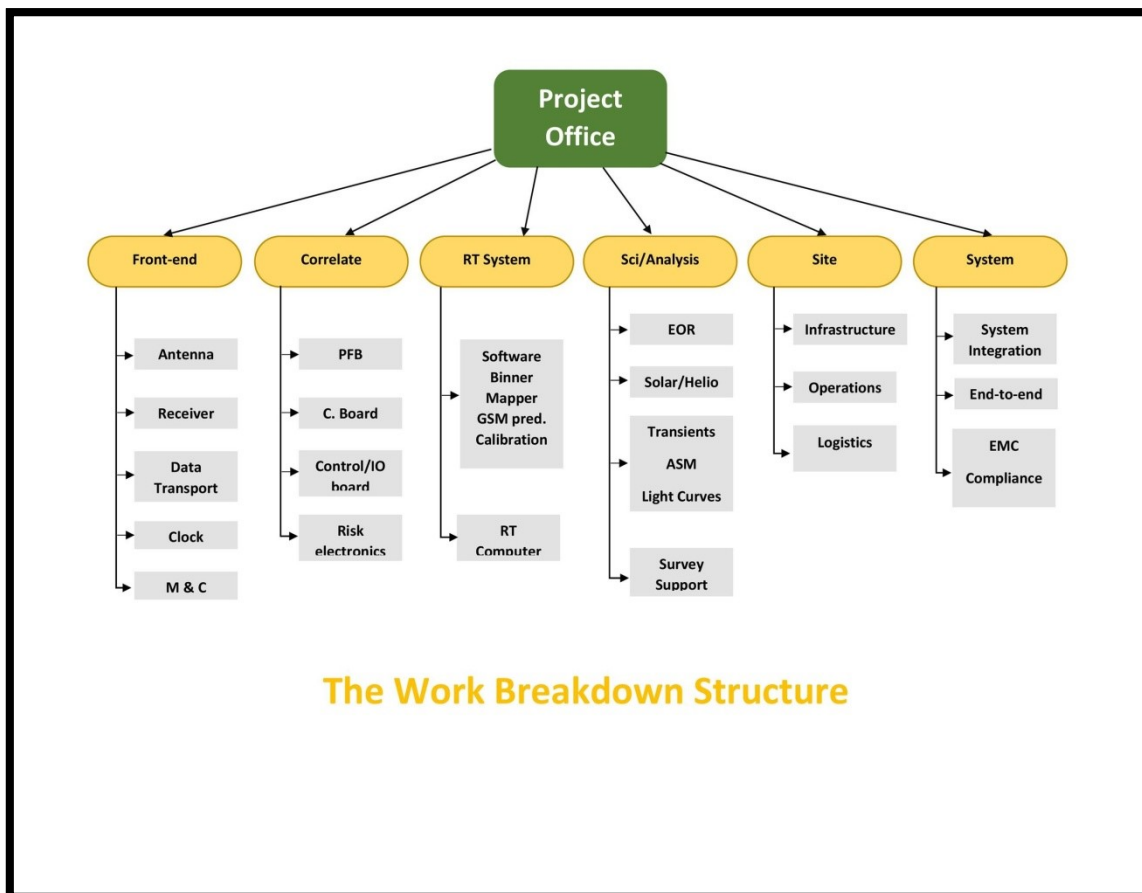 Project
Office
Front-end
Correlate
RT System
Sci/Analysis
Site
System
Antenna
Receiver
Data
Transport
Clock
M & C
PFB
C. Board
Control/IO
board
Risk
electronics
Software
Binner
Mapper
GSM pred.
Calibration
RT
Computer
EOR
Solar/Helio
Transients
ASM
Light Curves
Survey
Support
Infrastructure
Operations
Logistics
System
Integration
End-to-end
EMC
Compliance
The Work Breakdown Structure